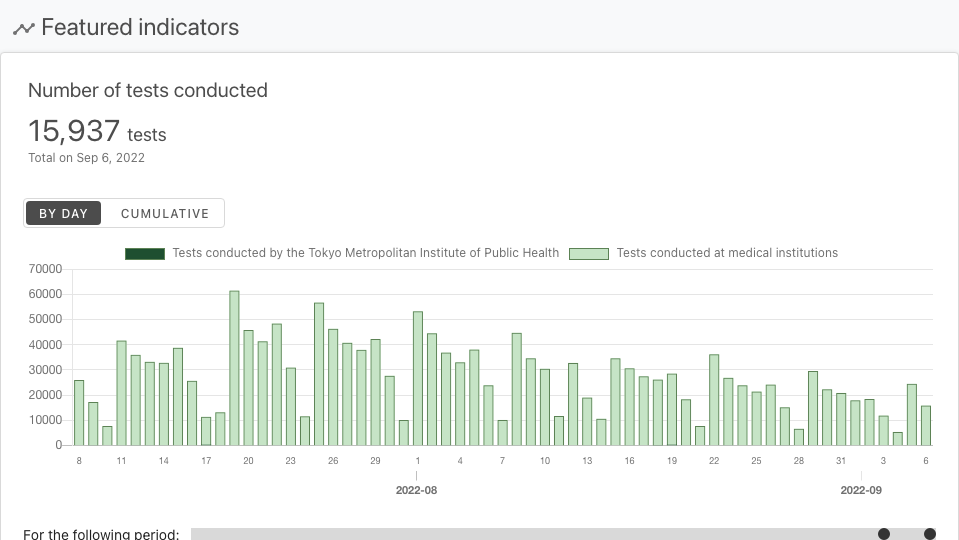 Featured indicators
Number of tests conducted
15,937 tests
Total on Sep 6, 2022
BY DAY CUMULATIVE
Tests conducted by the Tokyo Metropolitan Institute of Public Health Tests conducted at medical institutions
70000
60000
50000
40000
30000
20000
10000
0
8 11 14 17 20 23 26 29 1 4 7 10 13 16 19 22 25 28 31 3 6
2022-08 2022-09
For the following period: